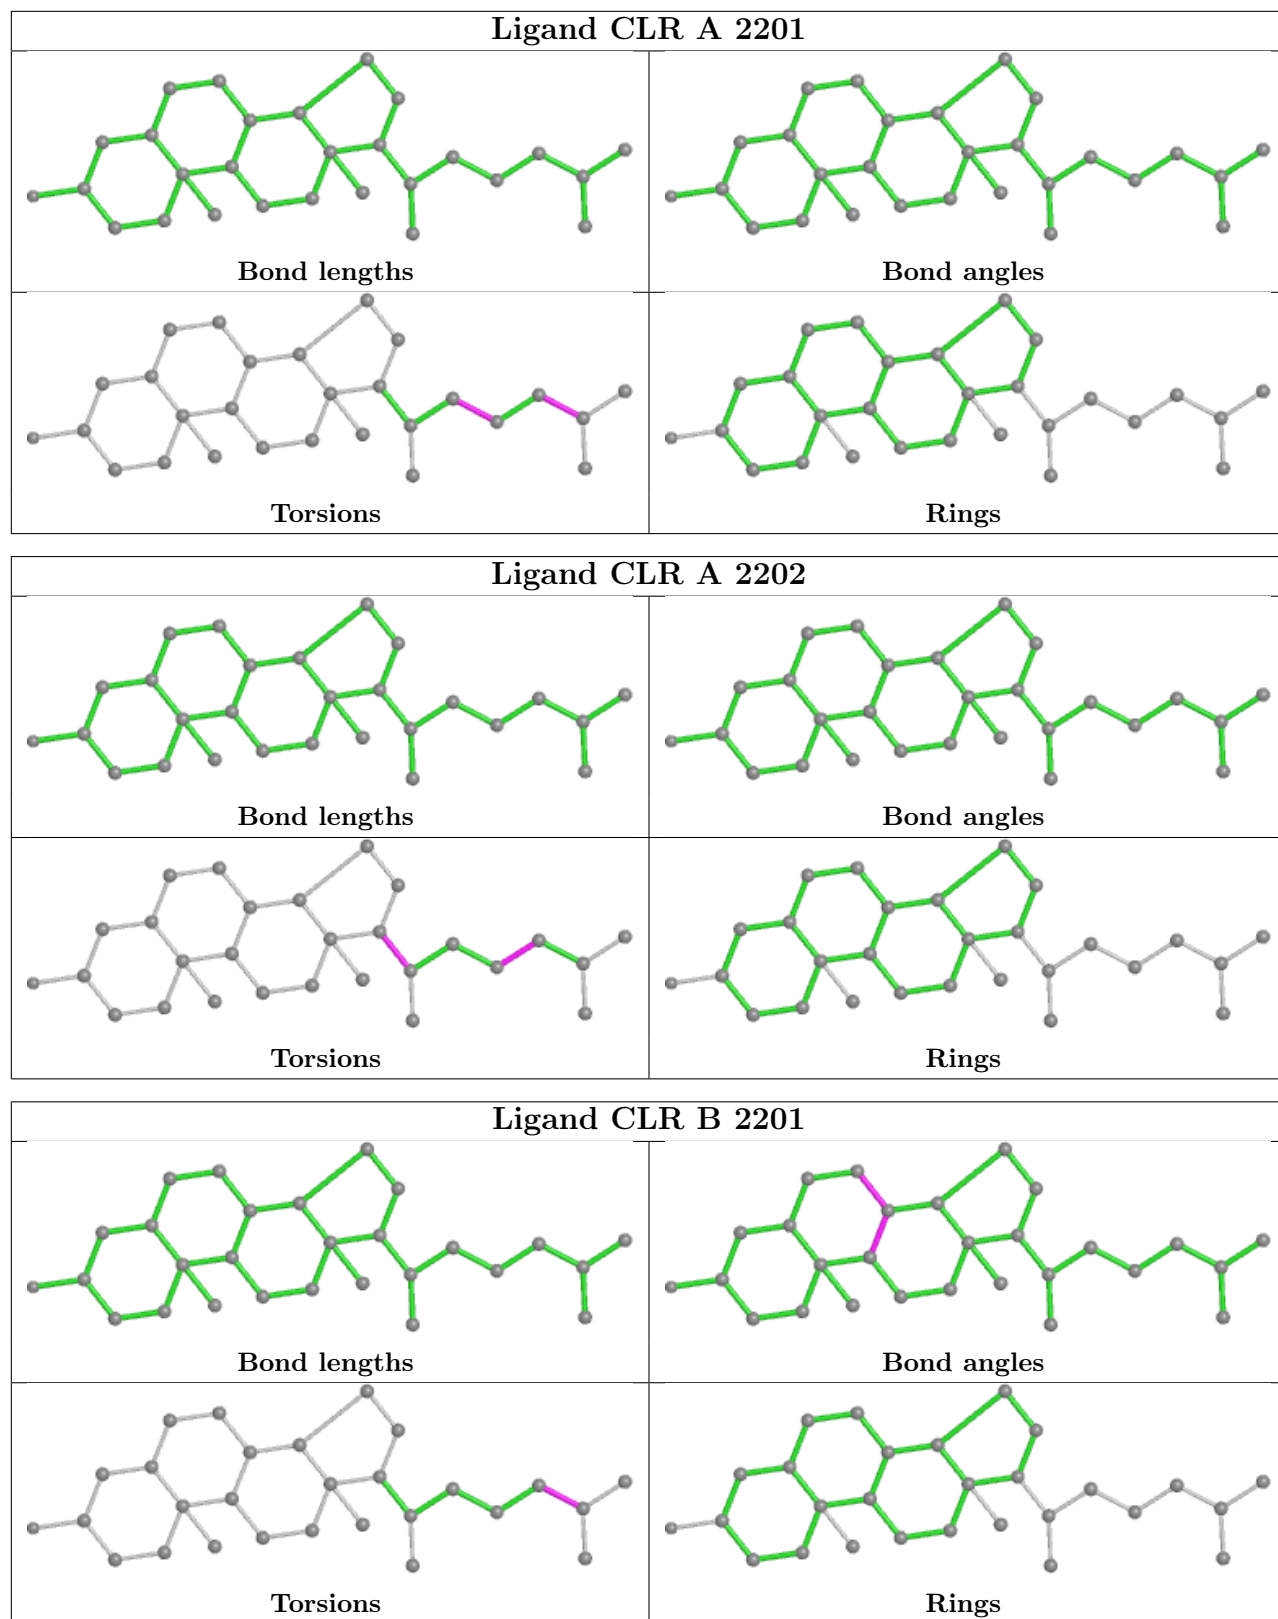 Ligand CLR A 2201
Bond lengths
Bond angles
Torsions
Rings
Ligand CLR A 2202
Bond lengths
Bond angles
Torsions
Rings
Ligand CLR B 2201
Bond lengths
Bond angles
Torsions
Rings